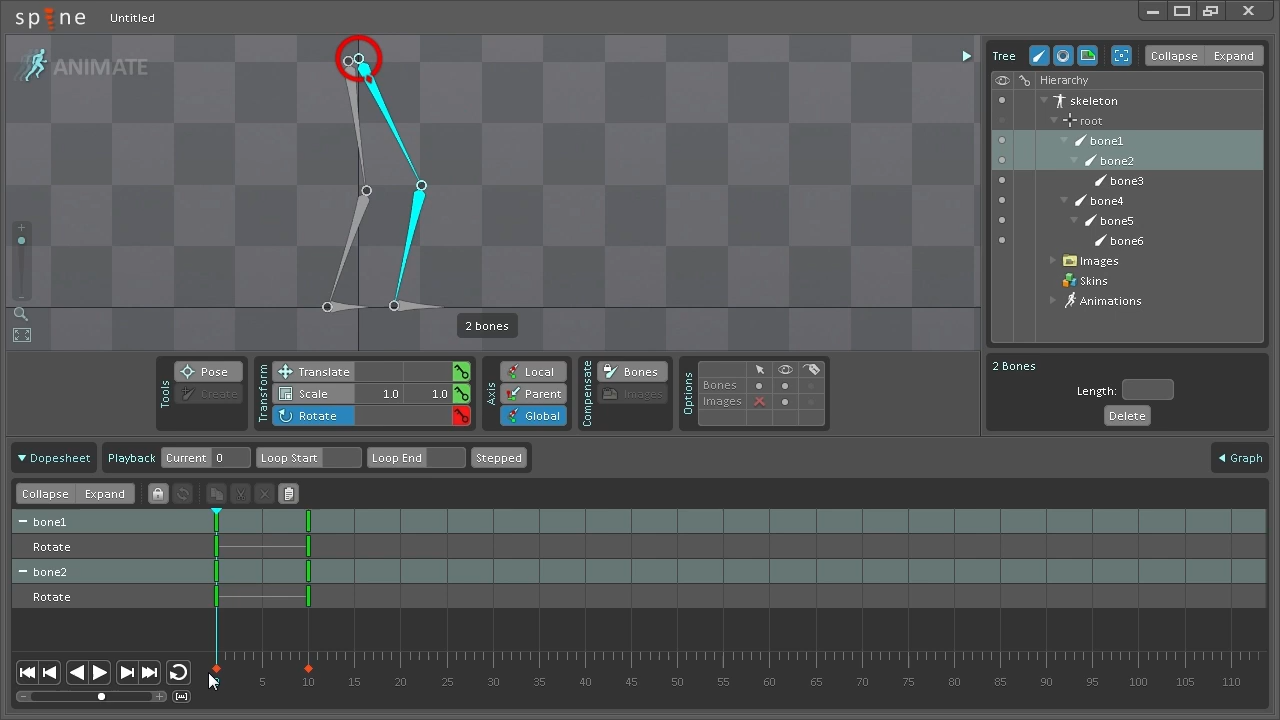 spine Untitled
ANIMATE
Tree Collapse Expand
Hierarchy
skeleton
root
bone1
bone2
bone3
bone4
bone5
bone6
Images
Skins
Animations
2 bones
Tools
Pose
Create
Transform
Translate
Scale 1.0 1.0
Rotate
Axis
Local
Parent
Global
Compensate
Bones
Images
Options
Bones
Images
2 Bones
Length:
Delete
Dopesheet Playback Current 0 Loop Start Loop End Stepped Graph
Collapse Expand
bone1
Rotate
bone2
Rotate
5 10 15 20 25 30 35 40 45 50 55 60 65 70 75 80 85 90 95 100 105 110